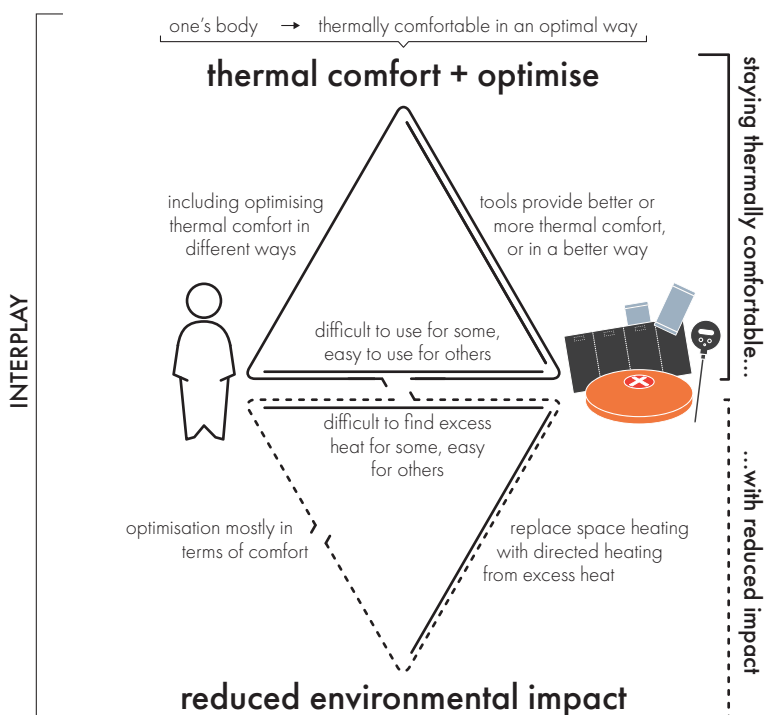 one's body → thermally comfortable in an optimal way
thermal comfort + optimise
including optimising
thermal comfort in
different ways
tools provide better or
more thermal comfort,
or in a better way
difficult to use for some,
easy to use for others
INTERPLAY
staying thermally comfortable...
difficult to find excess
heat for some, easy
for others
optimisation mostly in
terms of comfort
replace space heating
with directed heating
from excess heat
...with reduced impact
reduced environmental impact